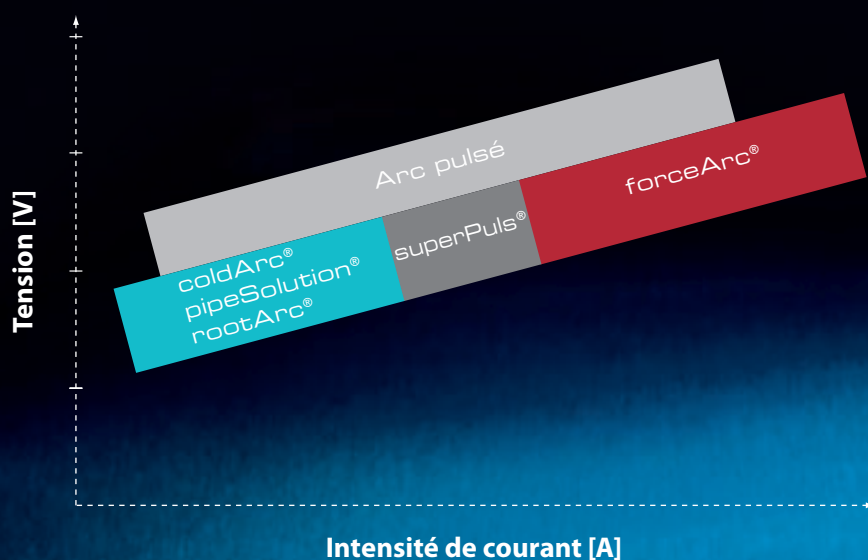 Tension [V]
Arc pulsé
forceArc®
superPuls®
coldArc®
pipeSolution®
rootArc®
Intensité de courant [A]